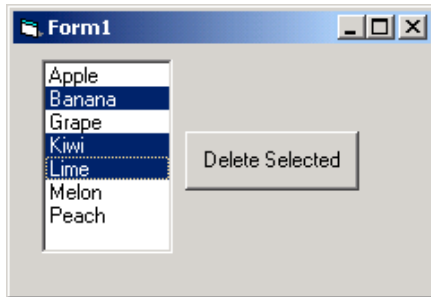 Form1
Apple
Banana
Grape
Kiwi
Lime
Melon
Peach
Delete Selected